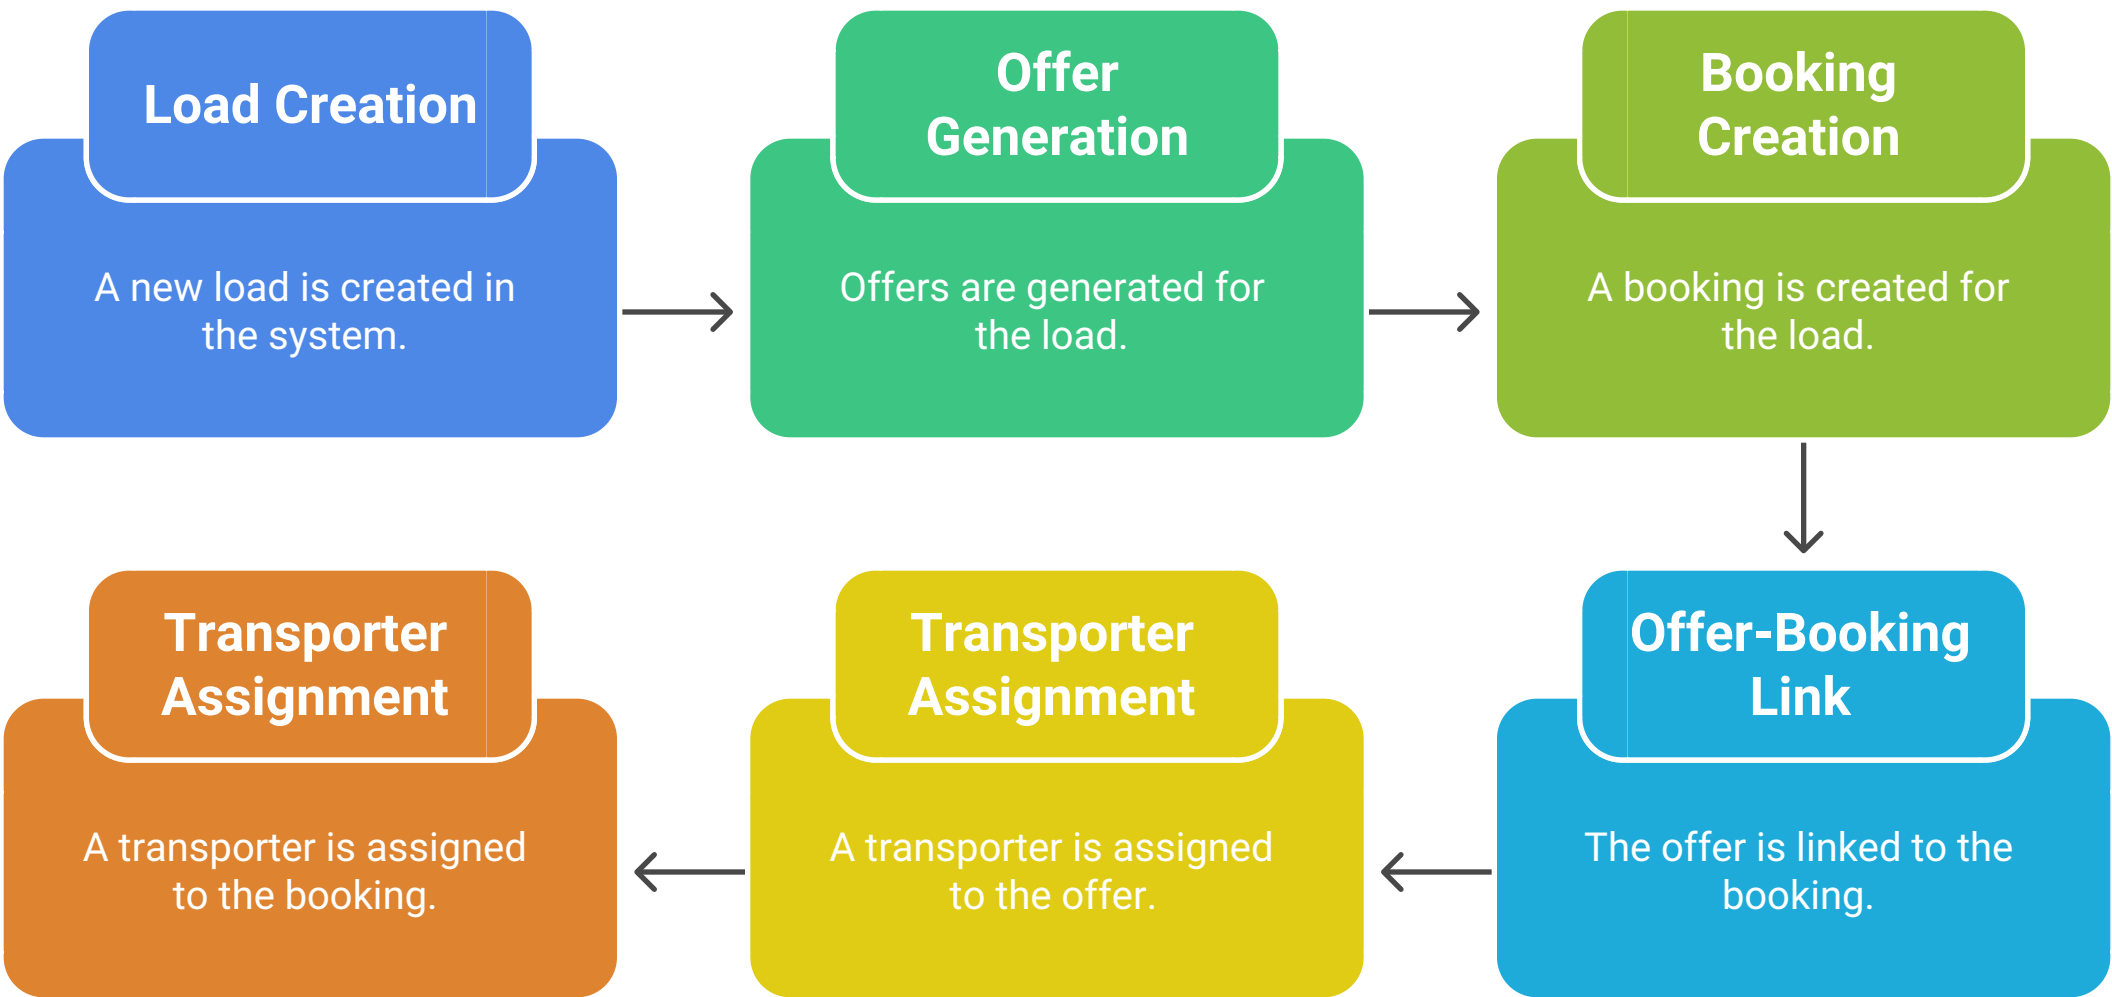 Load Creation
A new load is created in
the system.
Offer
Generation
Offers are generated for
the load.
Booking
Creation
A booking is created for
the load.
Offer-Booking
Link
The offer is linked to the
booking.
Transporter
Assignment
A transporter is assigned
to the offer.
Transporter
Assignment
A transporter is assigned
to the booking.